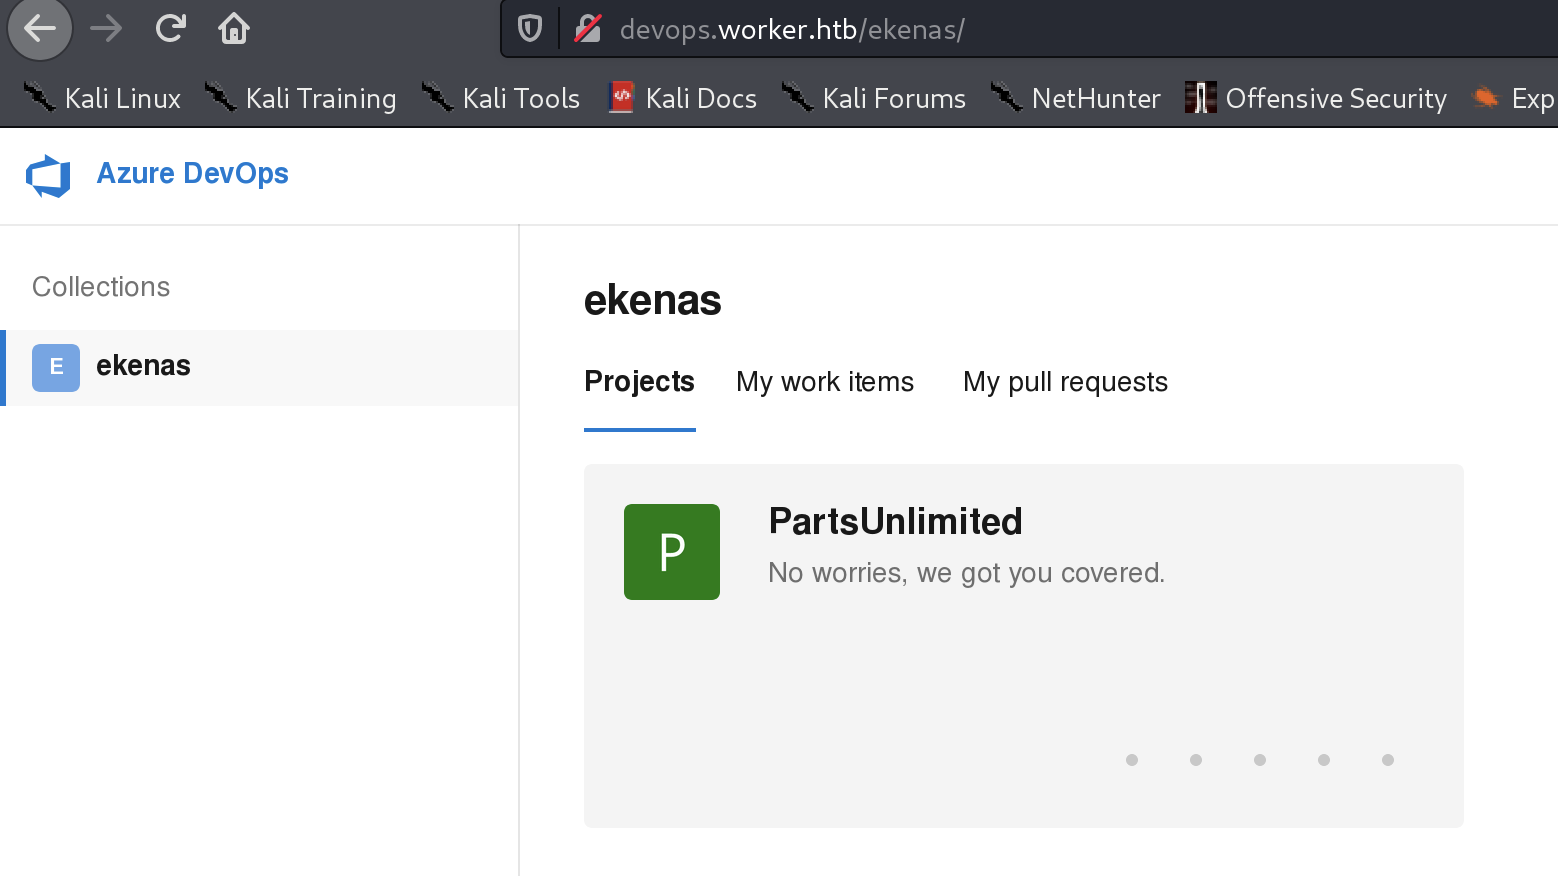 devops.worker.htb/ekenas/
Kali Linux Kali Training Kali Tools Kali Docs Kali Forums NetHunter Offensive Security Exp
Azure DevOps
Collections
E ekenas
ekenas
Projects My work items My pull requests
P
PartsUnlimited
No worries, we got you covered.